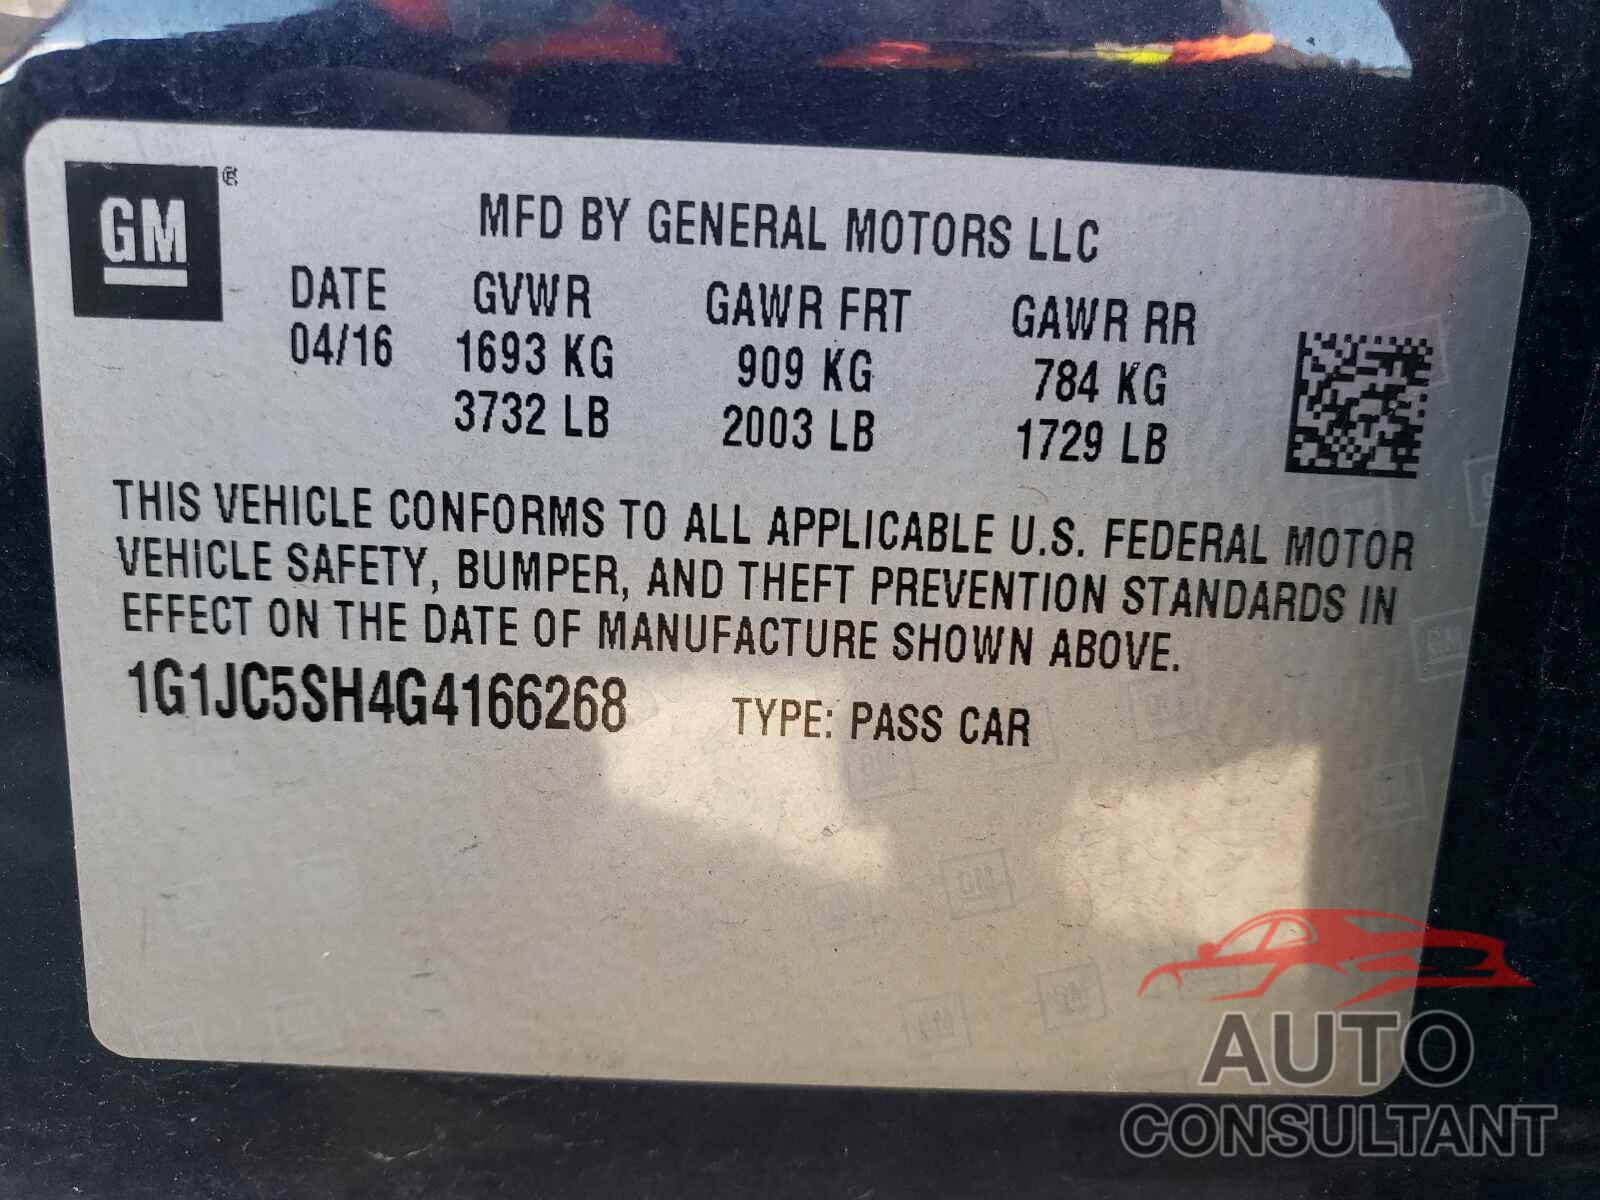 GM ®
MFD BY GENERAL MOTORS LLC
DATE GVWR GAWR FRT GAWR RR
04/16 1693 KG 909 KG 784 KG
3732 LB 2003 LB 1729 LB
THIS VEHICLE CONFORMS TO ALL APPLICABLE U.S. FEDERAL MOTOR
VEHICLE SAFETY, BUMPER, AND THEFT PREVENTION STANDARDS IN
EFFECT ON THE DATE OF MANUFACTURE SHOWN ABOVE.
1G1JC5SH4G4166268 TYPE: PASS CAR
AUTO
CONSULTANT